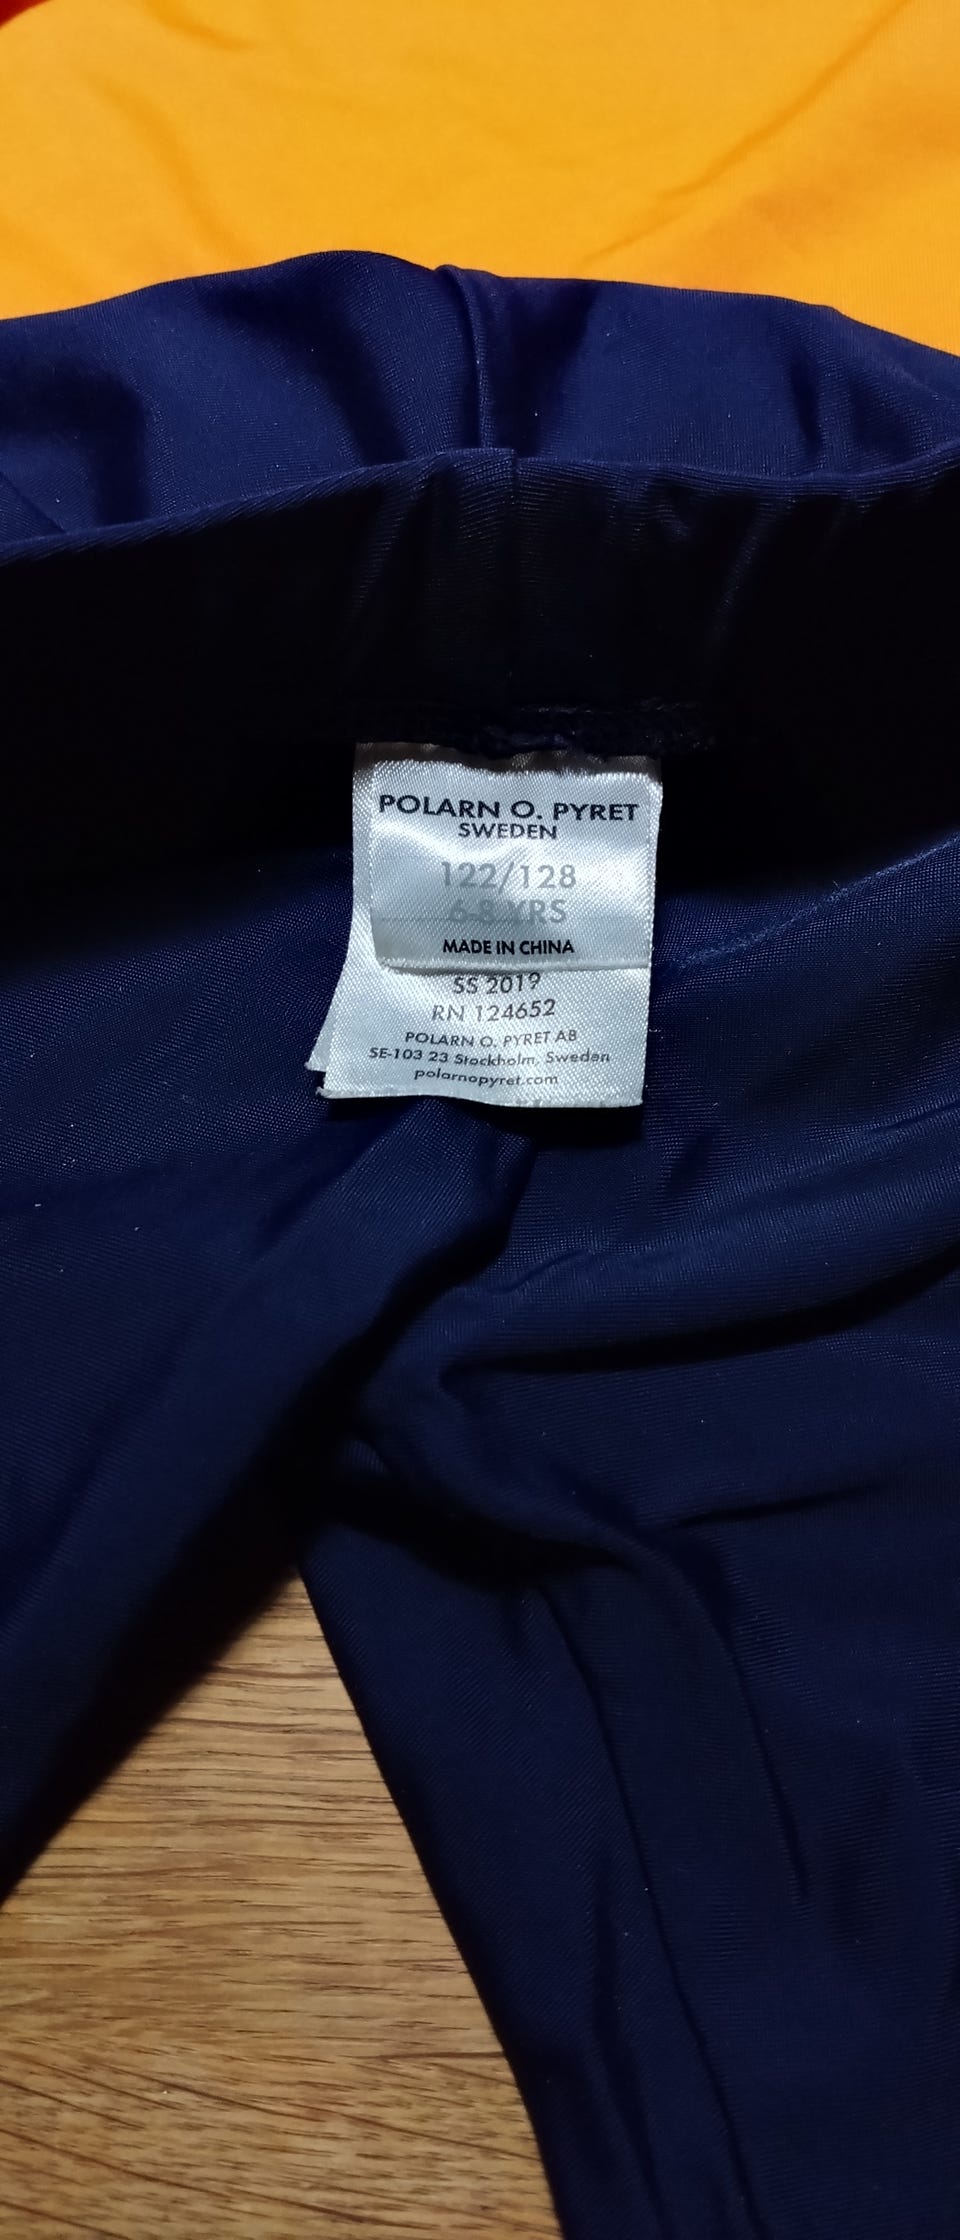 POLARN O. PYRET
SWEDEN
122/128
6-8 YRS
MADE IN CHINA
SS 2019
RN 124652
POLARN O. PYRET AB
SE-103 23 Stockholm, Sweden
polarnopyret.com